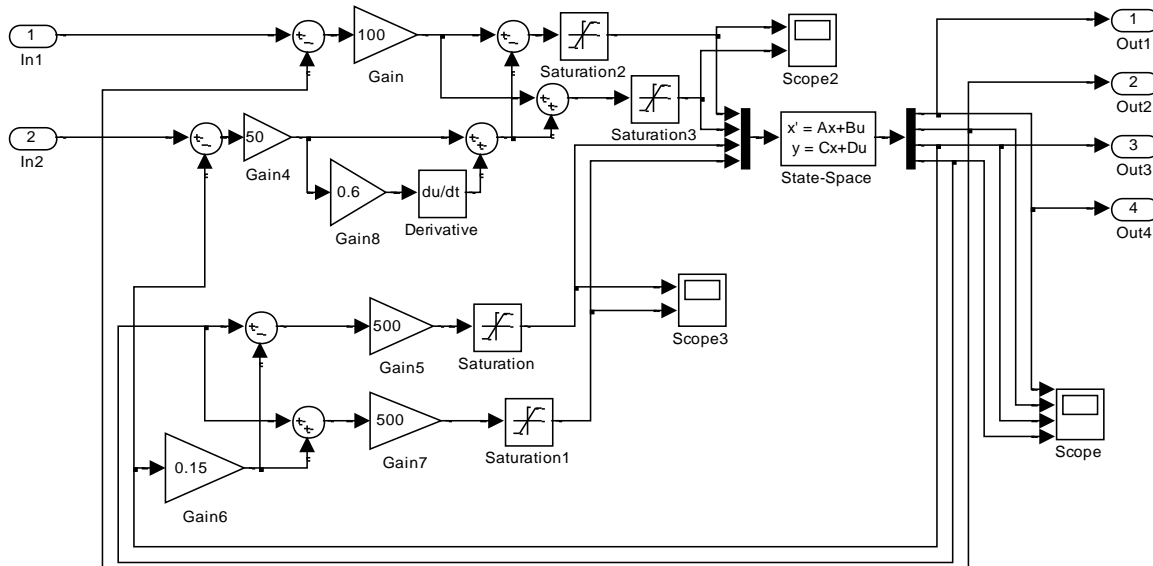 1
In1
100
Gain
Saturation2
Scope2
1
Out1
2
Out2
2
In2
50
Gain4
Saturation3
x' = Ax+Bu
y = Cx+Du
State-Space
3
Out3
0.6
Gain8
du/dt
Derivative
4
Out4
500
Gain5
Saturation
Scope3
500
Gain7
Saturation1
0.15
Gain6
Scope